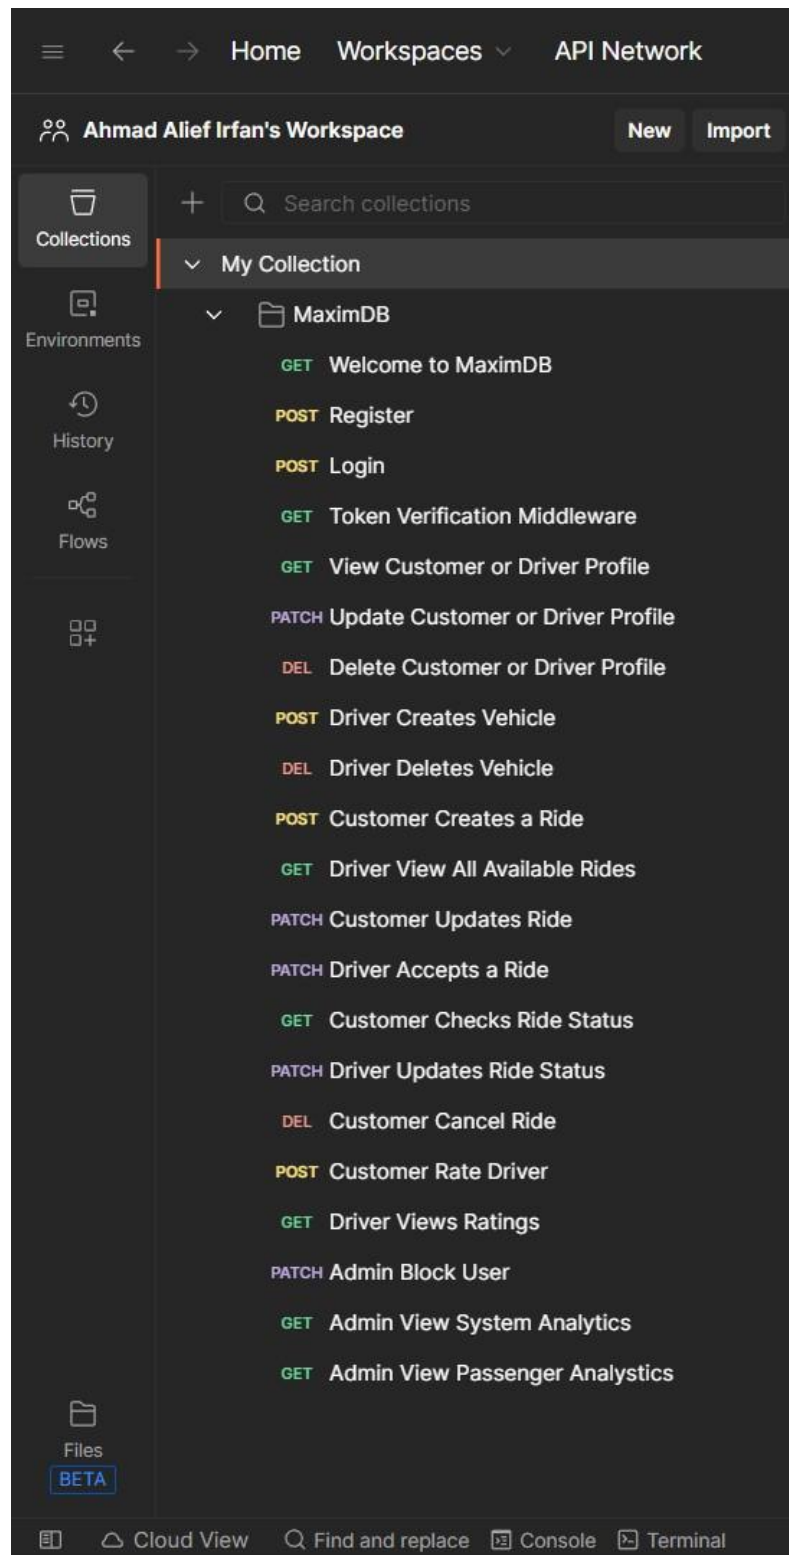 Home Workspaces API Network
Ahmad Alief Irfan's Workspace New Import
Collections
Search collections
My Collection
Environments
MaximDB
GET Welcome to MaximDB
History
POST Register
POST Login
Flows
GET Token Verification Middleware
GET View Customer or Driver Profile
PATCH Update Customer or Driver Profile
DEL Delete Customer or Driver Profile
POST Driver Creates Vehicle
DEL Driver Deletes Vehicle
POST Customer Creates a Ride
GET Driver View All Available Rides
PATCH Customer Updates Ride
PATCH Driver Accepts a Ride
GET Customer Checks Ride Status
PATCH Driver Updates Ride Status
DEL Customer Cancel Ride
POST Customer Rate Driver
GET Driver Views Ratings
PATCH Admin Block User
GET Admin View System Analytics
GET Admin View Passenger Analystics
Files
BETA
Cloud View Find and replace Console Terminal